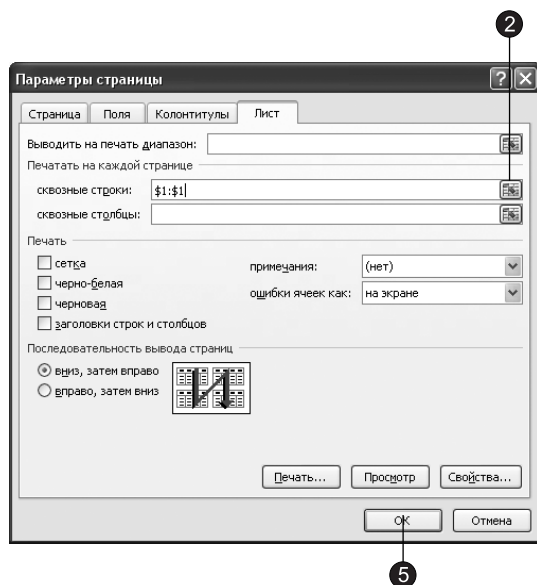 2
Параметры страницы
Страница Поля Колонтитулы Лист
Выводить на печать диапазон:
Печатать на каждой странице
сквозные строки: $1:$1
сквозные столбцы:
Печать
сетка
черно-белая
черновая
заголовки строк и столбцов
примечания: (нет)
ошибки ячеек как: на экране
Последовательность вывода страниц
вниз, затем вправо
вправо, затем вниз
Печать... Просмотр Свойства...
ОК Отмена
5